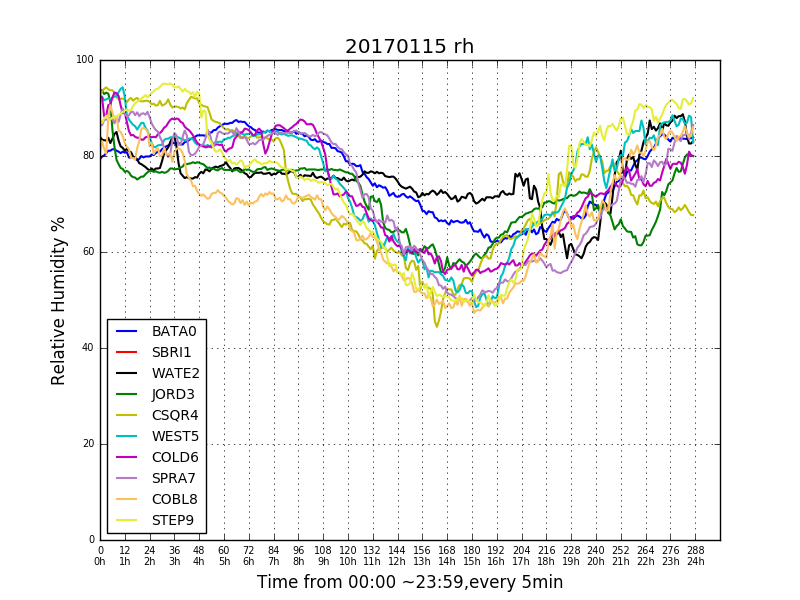 20170115 rh
100
80
60
40
20
0
Relative Humidity %
BATA0
SBRI1
WATE2
JORD3
CSQR4
WEST5
COLD6
SPRA7
COBL8
STEP9
0 12 24 36 48 60 72 84 96 108 120 132 144 156 168 180 192 204 216 228 240 252 264 276 288
0h 1h 2h 3h 4h 5h 6h 7h 8h 9h 10h 11h 12h 13h 14h 15h 16h 17h 18h 19h 20h 21h 22h 23h 24h
Time from 00:00 ~23:59,every 5min